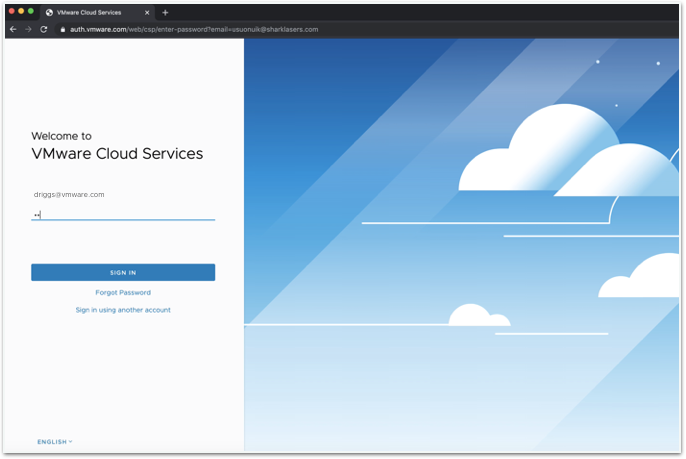 VMware Cloud Services
auth.vmware.com/web/csp/enter-password?email=usuonuik@sharklasers.com
Welcome to
VMware Cloud Services
driggs@vmware.com
••
SIGN IN
Forgot Password
Sign in using another account
ENGLISH